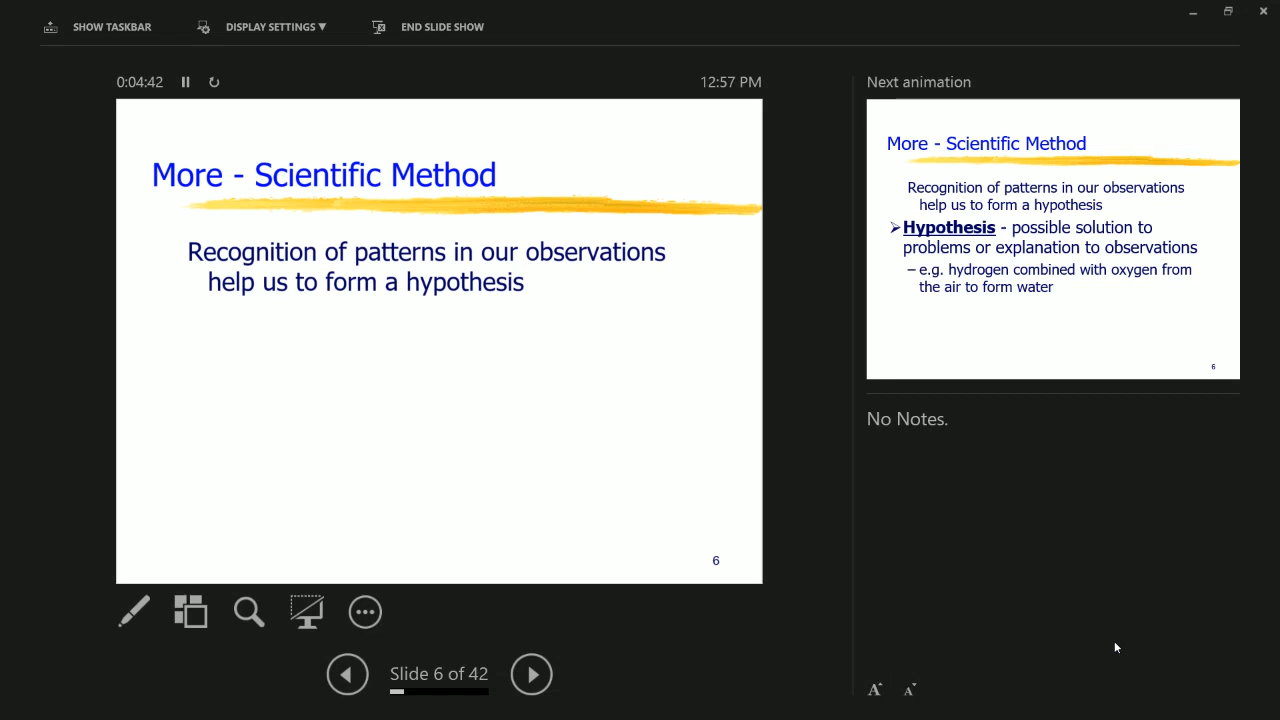 SHOW TASKBAR
DISPLAY SETTINGS ▼
END SLIDE SHOW
0:04:42
12:57 PM
More - Scientific Method
Recognition of patterns in our observations
help us to form a hypothesis
6
Slide 6 of 42
Next animation
More - Scientific Method
Recognition of patterns in our observations
help us to form a hypothesis
➢Hypothesis - possible solution to
problems or explanation to observations
– e.g. hydrogen combined with oxygen from
the air to form water
6
No Notes.
A A